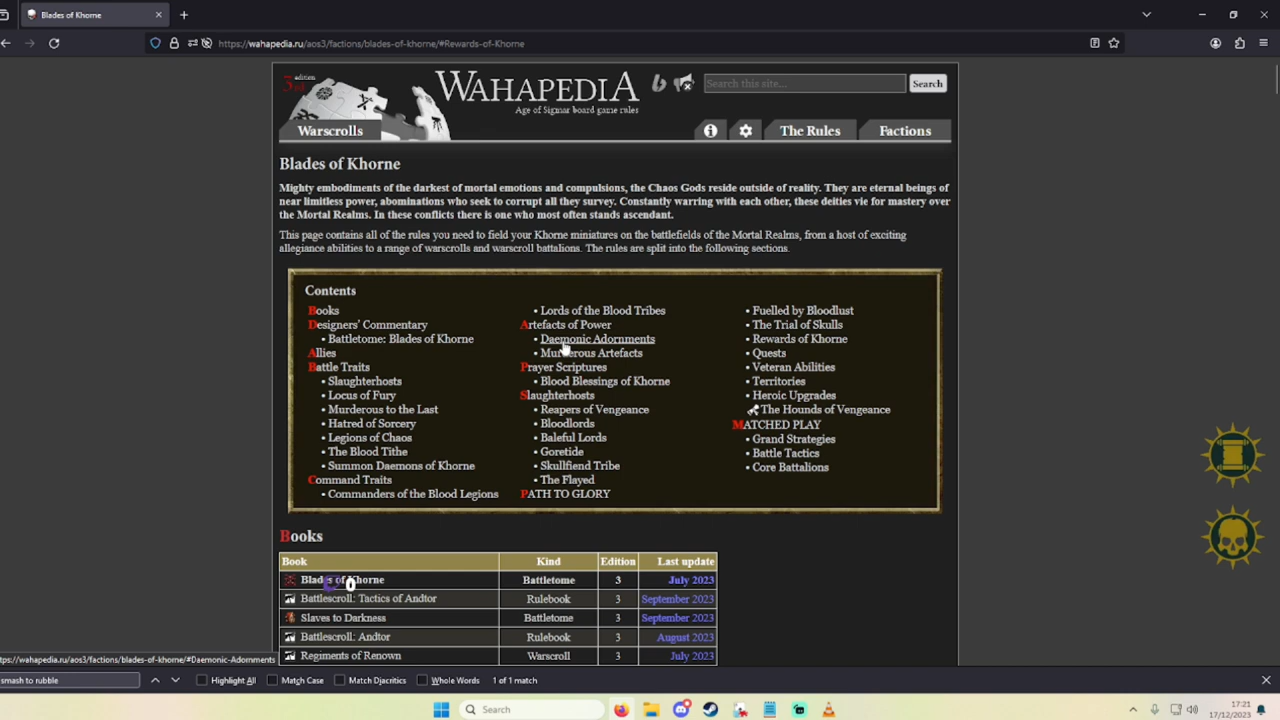 Blades of Khorne
https://wahapedia.ru/aos3/factions/blades-of-khorne/#Rewards-of-Khorne
3rd edition
WAHAPEDIA
Age of Sigmar board game rules
Search this site...
Search
Warscrolls
The Rules
Factions
Blades of Khorne
Mighty embodiments of the darkest of mortal emotions and compulsions, the Chaos Gods reside outside of reality. They are eternal beings of
near limitless power, abominations who seek to corrupt all they survey. Constantly warring with each other, these deities vie for mastery over
the Mortal Realms. In these conflicts there is one who most often stands ascendant.
This page contains all of the rules you need to field your Khorne miniatures on the battlefields of the Mortal Realms, from a host of exciting
allegiance abilities to a range of warscrolls and warscroll battalions. The rules are split into the following sections.
Contents
Books
Designers' Commentary
• Battletome: Blades of Khorne
Allies
Battle Traits
• Slaughterhosts
• Locus of Fury
• Murderous to the Last
• Hatred of Sorcery
• Legions of Chaos
• The Blood Tithe
• Summon Daemons of Khorne
Command Traits
• Commanders of the Blood Legions
• Lords of the Blood Tribes
Artefacts of Power
• Daemonic Adornments
• Murderous Artefacts
Prayer Scriptures
• Blood Blessings of Khorne
Slaughterhosts
• Reapers of Vengeance
• Bloodlords
• Baleful Lords
• Goretide
• Skullfiend Tribe
• The Flayed
PATH TO GLORY
• Fuelled by Bloodlust
• The Trial of Skulls
• Rewards of Khorne
• Quests
• Veteran Abilities
• Territories
• Heroic Upgrades
The Hounds of Vengeance
MATCHED PLAY
• Grand Strategies
• Battle Tactics
• Core Battalions
Books
Book Kind Edition Last update
Blades of Khorne Battletome 3 July 2023
Battlescroll: Tactics of Andtor Rulebook 3 September 2023
Slaves to Darkness Battletome 3 September 2023
Battlescroll: Andtor Rulebook 3 August 2023
Regiments of Renown Warscroll 3 July 2023
ttps://wahapedia.ru/aos3/factions/blades-of-khorne/#Daemonic-Adornments
smash to rubble
Highlight All Match Case Match Diacritics Whole Words 1 of 1 match
Search
17:21
17/12/2023